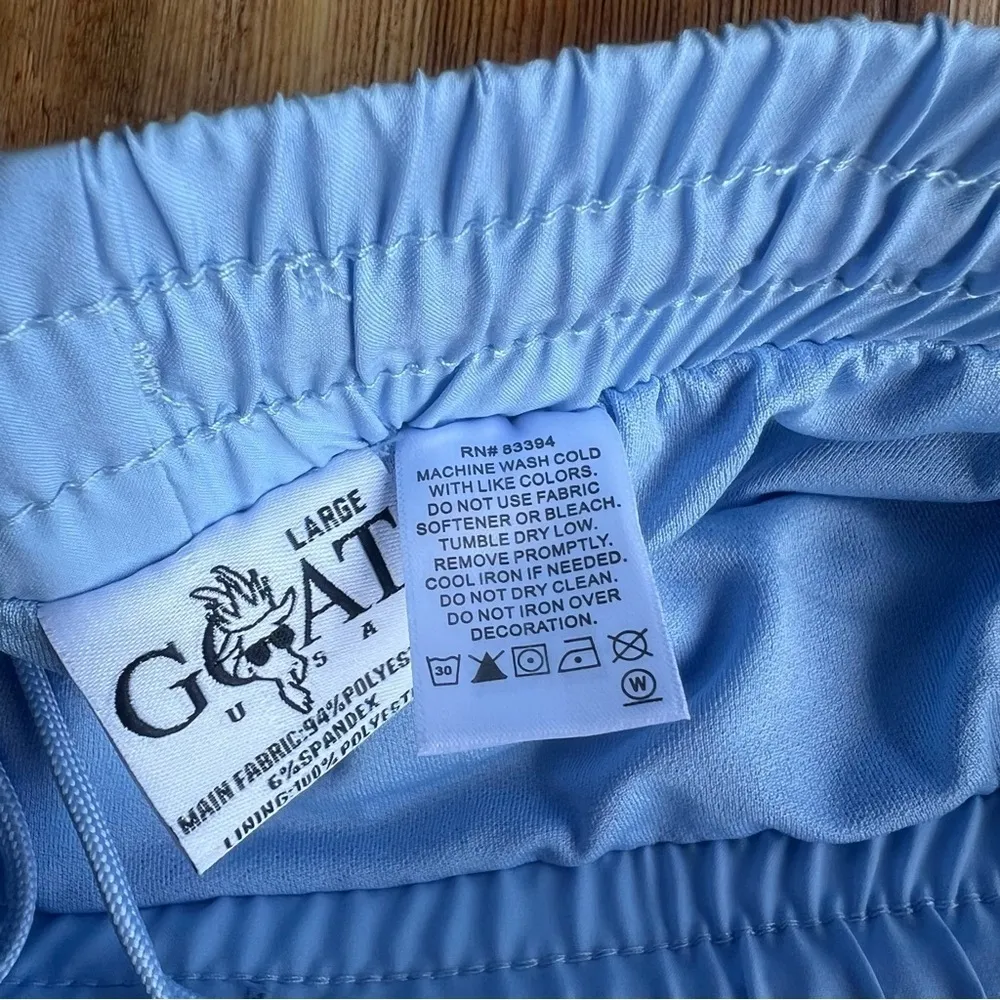 LARGE
GOAT
USA
MAIN FABRIC:94%POLYES
6%SPANDEX
LINING:100%POLYEST
RN# 83394
MACHINE WASH COLD
WITH LIKE COLORS.
DO NOT USE FABRIC
SOFTENER OR BLEACH.
TUMBLE DRY LOW.
REMOVE PROMPTLY.
COOL IRON IF NEEDED.
DO NOT DRY CLEAN.
DO NOT IRON OVER
DECORATION.
30
W